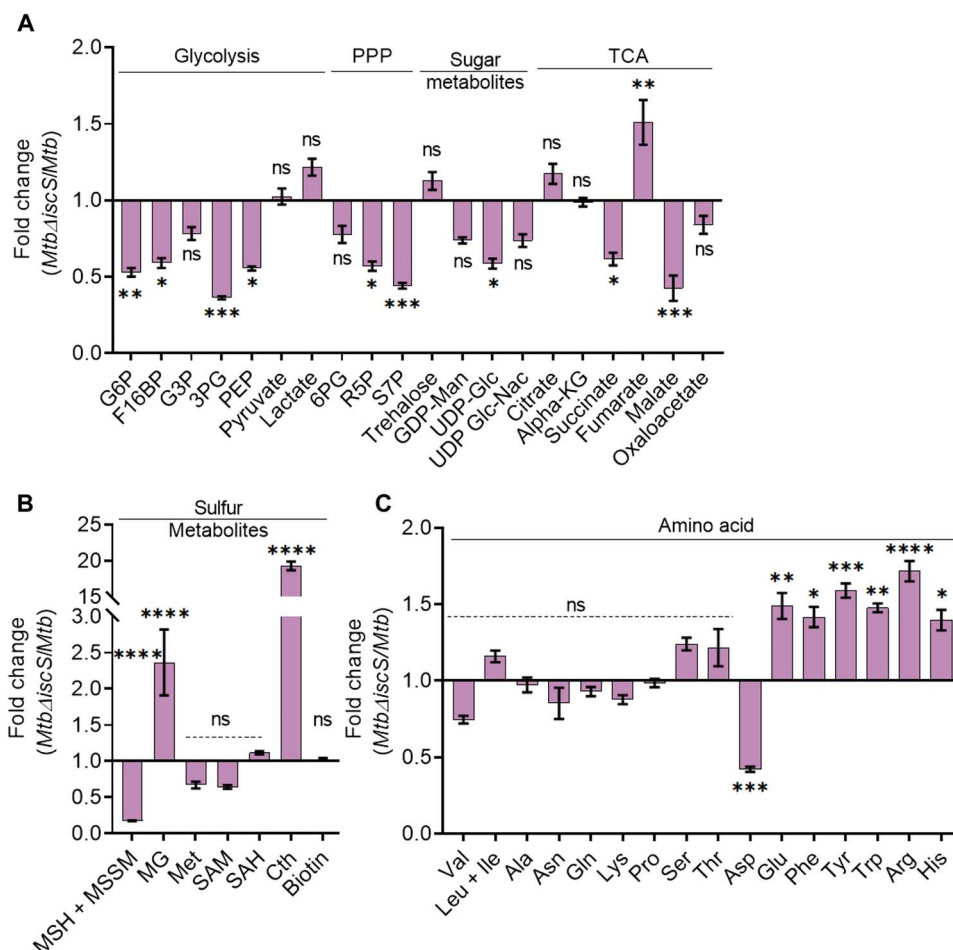 A
Glycolysis
PPP
Sugar
metabolites
TCA
Fold change
(MtbΔiscS/Mtb)
2.0
1.5
1.0
0.5
0.0
**
*
ns
***
*
ns
ns
ns
*
***
ns
ns
*
ns
ns
ns
*
**
***
ns
G6P
F16BP
G3P
3PG
PEP
Pyruvate
Lactate
6PG
R5P
S7P
Trehalose
GDP-Man
UDP-Glc
UDP Glc-Nac
Citrate
Alpha-KG
Succinate
Fumarate
Malate
Oxaloacetate
B
Sulfur
Metabolites
Fold change
(MtbΔiscS/Mtb)
25
20
15
3.0
2.5
2.0
1.5
1.0
0.5
0.0
****
****
ns
****
ns
MSH + MSSM
MG
Met
SAM
SAH
Cth
Biotin
C
Amino acid
Fold change
(MtbΔiscS/Mtb)
2.0
1.5
1.0
0.5
0.0
ns
***
**
*
***
**
****
*
Val
Leu + Ile
Ala
Asn
Gln
Lys
Pro
Ser
Thr
Asp
Glu
Phe
Tyr
Trp
Arg
His